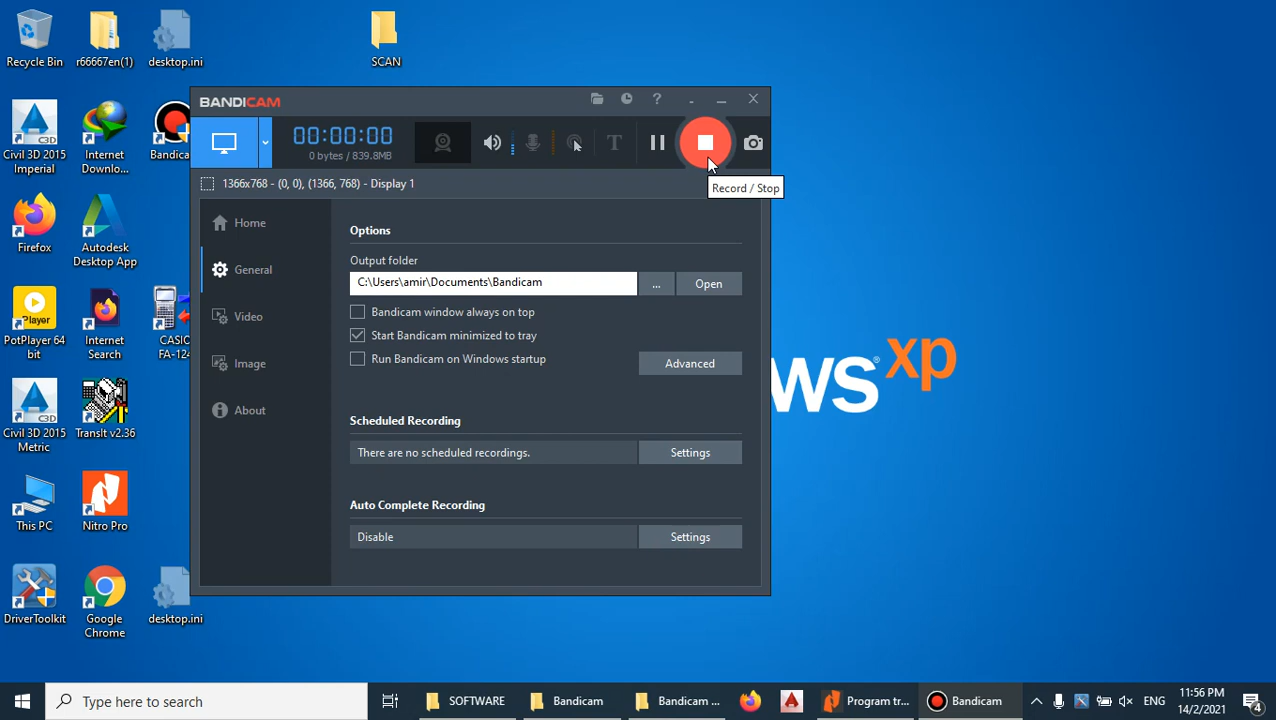 Recycle Bin
r66667en(1)
desktop.ini
SCAN
Civil 3D 2015
Imperial
Internet
Downlo...
Bandic
Firefox
Autodesk
Desktop App
Player
PotPlayer 64
bit
Internet
Search
CASIO
FA-124
C3D
Civil 3D 2015
Metric
TransIt v2.36
This PC
Nitro Pro
DriverToolkit
Google
Chrome
desktop.ini
BANDICAM
00:00:00
0 bytes / 839.8MB
Record / Stop
1366x768 - (0, 0), (1366, 768) - Display 1
Home
General
Video
Image
About
Options
Output folder
C:\Users\amir\Documents\Bandicam
...
Open
Bandicam window always on top
Start Bandicam minimized to tray
Run Bandicam on Windows startup
Advanced
Scheduled Recording
There are no scheduled recordings.
Settings
Auto Complete Recording
Disable
Settings
ws® xp
Type here to search
SOFTWARE
Bandicam
Bandicam ...
Program tr...
Bandicam
ENG
11:56 PM
14/2/2021
4